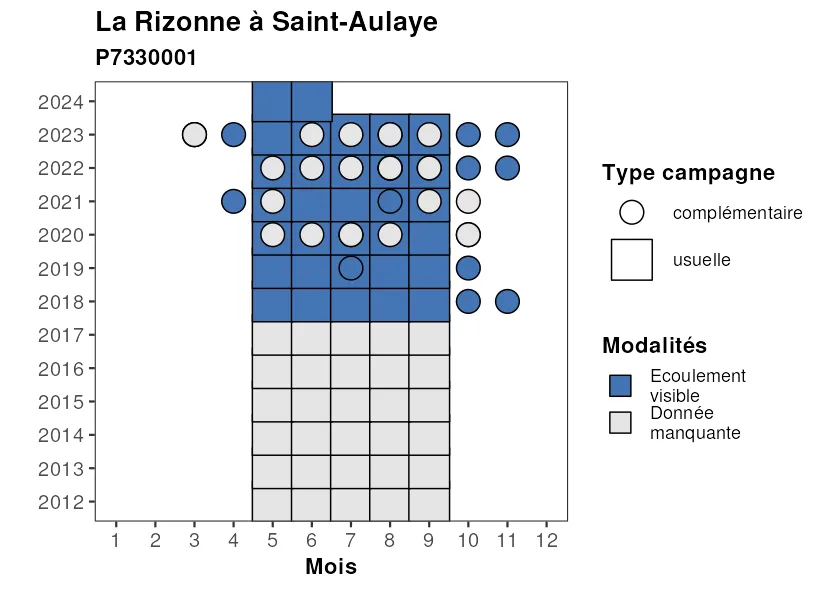 La Rizonne à Saint-Aulaye
P7330001
2024
2023
2022
2021
2020
2019
2018
2017
2016
2015
2014
2013
2012
1 2 3 4 5 6 7 8 9 10 11 12
Mois
Type campagne
complémentaire
usuelle
Modalités
Ecoulement
visible
Donnée
manquante